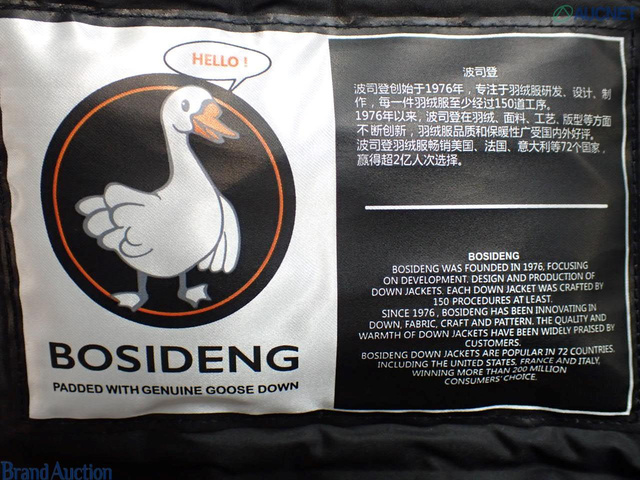 HELLO !
BOSIDENG
PADDED WITH GENUINE GOOSE DOWN
波司登
波司登创始于1976年，专注于羽绒服研发、设计、制
作，每一件羽绒服至少经过150道工序。
1976年以来，波司登在羽绒、面料、工艺、版型等方面
不断创新，羽绒服品质和保暖性广受国内外好评。
波司登羽绒服畅销美国、法国、意大利等72个国家，
赢得超2亿人次选择。
BOSIDENG
BOSIDENG WAS FOUNDED IN 1976, FOCUSING
ON DEVELOPMENT, DESIGN AND PRODUCTION OF
DOWN JACKETS. EACH DOWN JACKET WAS CRAFTED BY
150 PROCEDURES AT LEAST.
SINCE 1976, BOSIDENG HAS BEEN INNOVATING IN
DOWN, FABRIC, CRAFT AND PATTERN. THE QUALITY AND
WARMTH OF DOWN JACKETS HAVE BEEN WIDELY PRAISED BY
CUSTOMERS.
BOSIDENG DOWN JACKETS ARE POPULAR IN 72 COUNTRIES,
INCLUDING THE UNITED STATES, FRANCE AND ITALY,
WINNING MORE THAN 200 MILLION
CONSUMERS' CHOICE.
Brand Auction